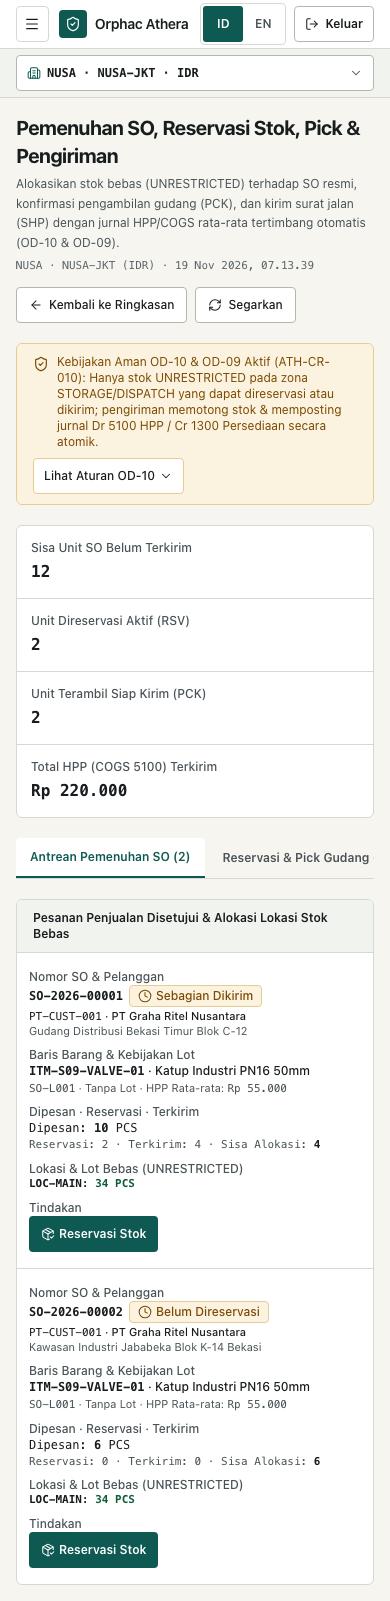 Orphac Athera
ID
EN
Keluar
NUSA · NUSA-JKT · IDR
Pemenuhan SO, Reservasi Stok, Pick &
Pengiriman
Alokasikan stok bebas (UNRESTRICTED) terhadap SO resmi,
konfirmasi pengambilan gudang (PCK), dan kirim surat jalan
(SHP) dengan jurnal HPP/COGS rata-rata tertimbang otomatis
(OD-10 & OD-09).
NUSA · NUSA-JKT (IDR) · 19 Nov 2026, 07.13.39
Kembali ke Ringkasan
Segarkan
Kebijakan Aman OD-10 & OD-09 Aktif (ATH-CR-
010): Hanya stok UNRESTRICTED pada zona
STORAGE/DISPATCH yang dapat direservasi atau
dikirim; pengiriman memotong stok & memposting
jurnal Dr 5100 HPP / Cr 1300 Persediaan secara
atomik.
Lihat Aturan OD-10
Sisa Unit SO Belum Terkirim
12
Unit Direservasi Aktif (RSV)
2
Unit Terambil Siap Kirim (PCK)
2
Total HPP (COGS 5100) Terkirim
Rp 220.000
Antrean Pemenuhan SO (2)
Reservasi & Pick Gudang
Pesanan Penjualan Disetujui & Alokasi Lokasi Stok
Bebas
Nomor SO & Pelanggan
SO-2026-00001 Sebagian Dikirim
PT-CUST-001 · PT Graha Ritel Nusantara
Gudang Distribusi Bekasi Timur Blok C-12
Baris Barang & Kebijakan Lot
ITM-S09-VALVE-01 · Katup Industri PN16 50mm
SO-L001 · Tanpa Lot · HPP Rata-rata: Rp 55.000
Dipesan · Reservasi · Terkirim
Dipesan: 10 PCS
Reservasi: 2 · Terkirim: 4 · Sisa Alokasi: 4
Lokasi & Lot Bebas (UNRESTRICTED)
LOC-MAIN: 34 PCS
Tindakan
Reservasi Stok
Nomor SO & Pelanggan
SO-2026-00002 Belum Direservasi
PT-CUST-001 · PT Graha Ritel Nusantara
Kawasan Industri Jababeka Blok K-14 Bekasi
Baris Barang & Kebijakan Lot
ITM-S09-VALVE-01 · Katup Industri PN16 50mm
SO-L001 · Tanpa Lot · HPP Rata-rata: Rp 55.000
Dipesan · Reservasi · Terkirim
Dipesan: 6 PCS
Reservasi: 0 · Terkirim: 0 · Sisa Alokasi: 6
Lokasi & Lot Bebas (UNRESTRICTED)
LOC-MAIN: 34 PCS
Tindakan
Reservasi Stok